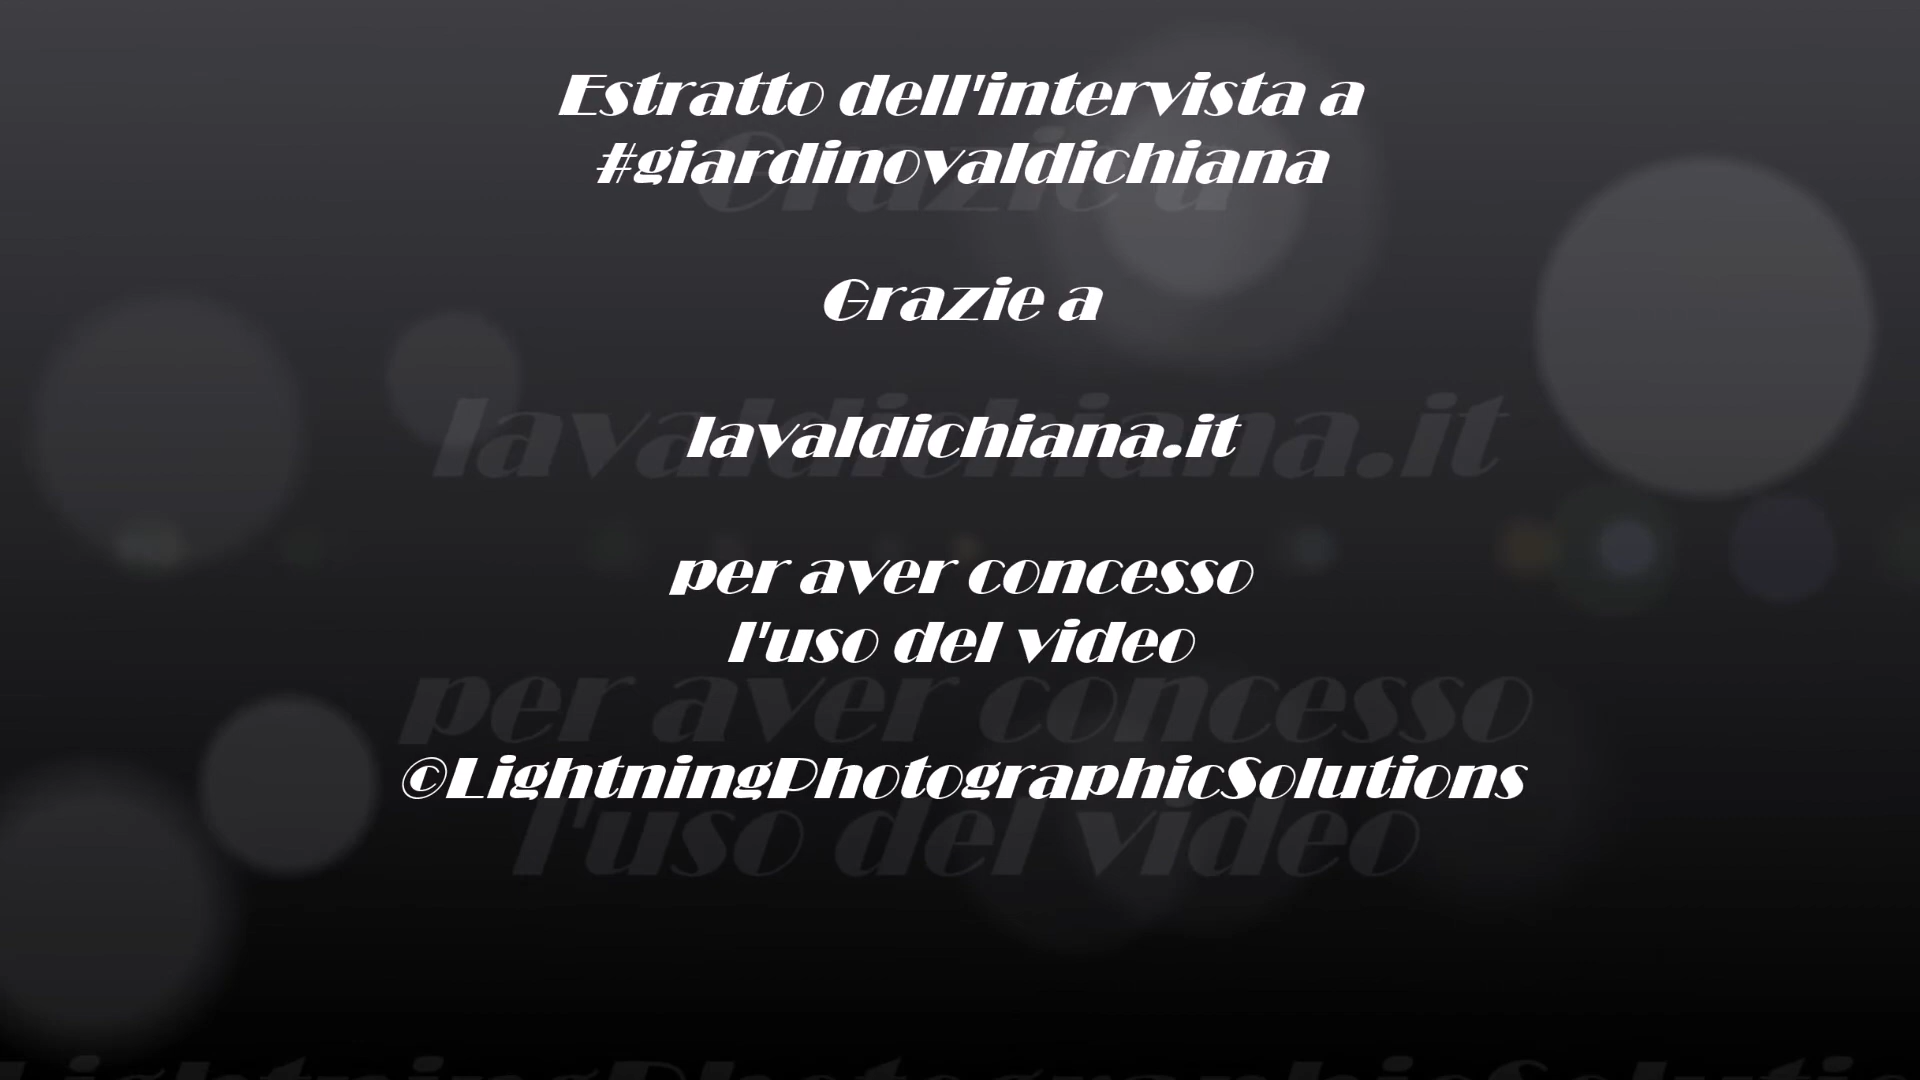 Estratto dell'intervista a
#giardinovaldichiana
Grazie a
lavaldichiana.it
per aver concesso
l'uso del video
©LightningPhotographicSolutions